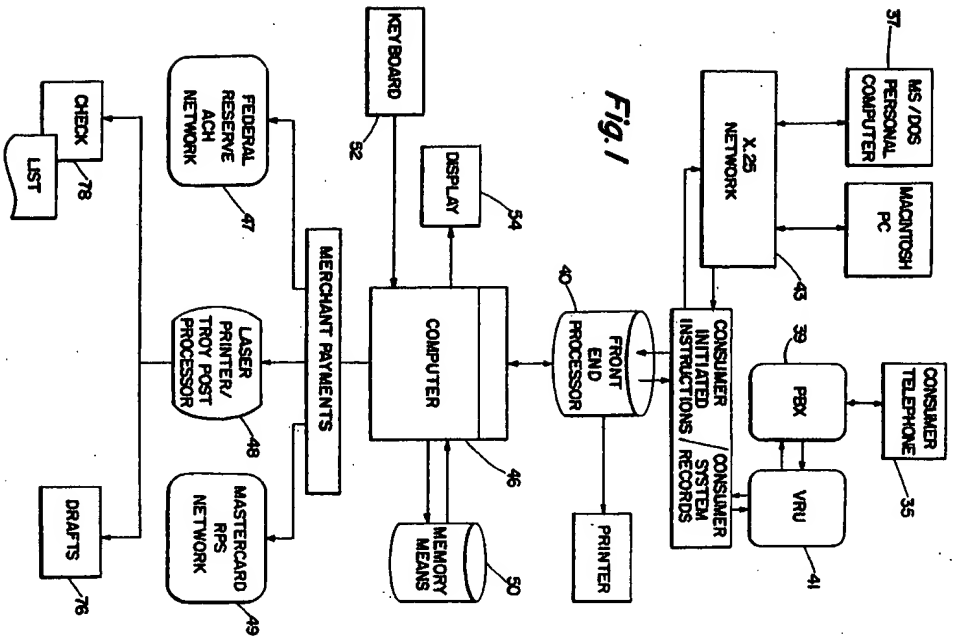 Fig. 1
MS/DOS
PERSONAL
COMPUTER
37
MACINTOSH
PC
CONSUMER
TELEPHONE
35
X.25
NETWORK
43
39
PBX
VRU
41
CONSUMER
INITIATED
INSTRUCTIONS
/
CONSUMER
SYSTEM
RECORDS
40
FRONT
END
PROCESSOR
PRINTER
KEYBOARD
52
DISPLAY
54
COMPUTER
46
MEMORY
MEANS
50
MERCHANT PAYMENTS
FEDERAL
RESERVE
ACH
NETWORK
47
LASER
PRINTER/
TROY POST
PROCESSOR
48
MASTERCARD
RPS
NETWORK
49
CHECK
78
LIST
DRAFTS
76